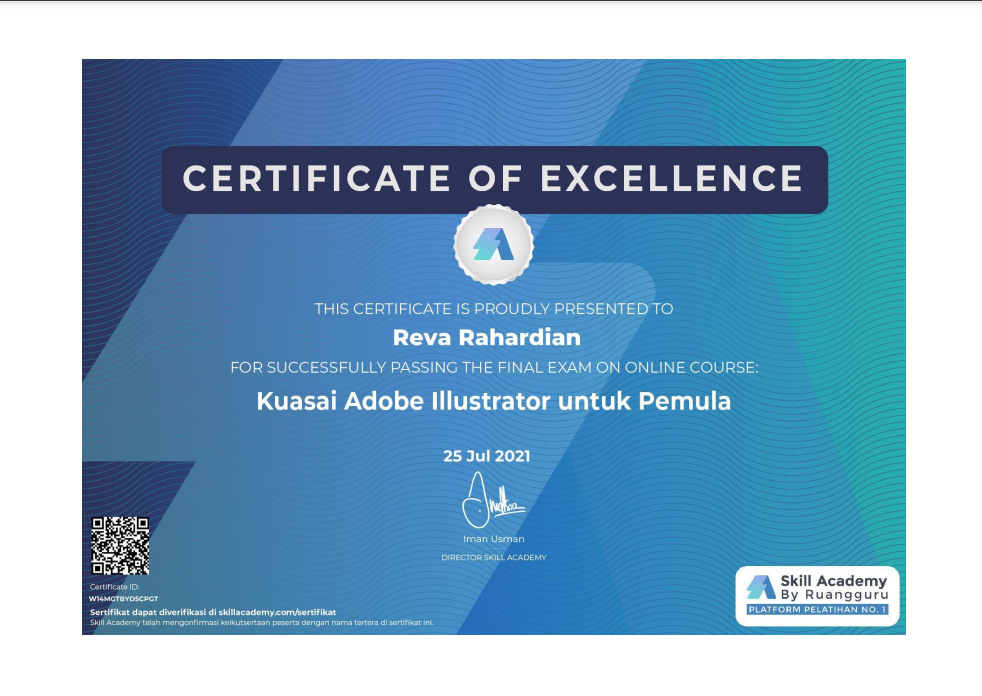 CERTIFICATE OF EXCELLENCE
THIS CERTIFICATE IS PROUDLY PRESENTED TO
Reva Rahardian
FOR SUCCESSFULLY PASSING THE FINAL EXAM ON ONLINE COURSE:
Kuasai Adobe Illustrator untuk Pemula
25 Jul 2021
Iman Usman
DIRECTOR SKILL ACADEMY
Certificate ID:
W14MGTBYDSCPGT
Sertifikat dapat diverifikasi di skillacademy.com/sertifikat
Skill Academy telah mengonfirmasi keikutsertaan peserta dengan nama tertera di sertifikat ini.
Skill Academy
By Ruangguru
PLATFORM PELATIHAN NO. 1